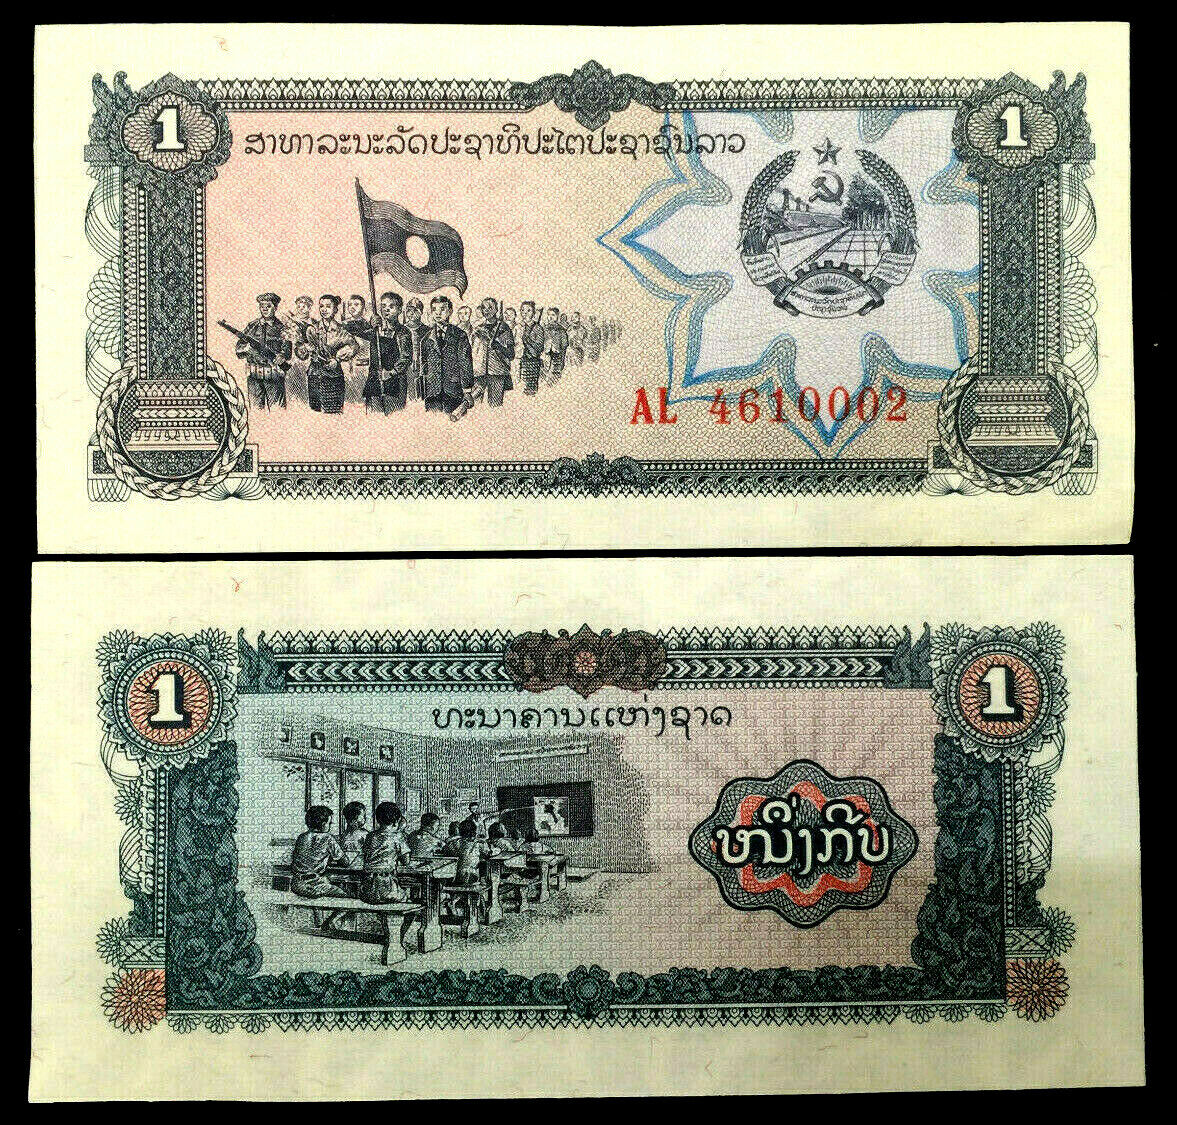 1
1
ສາທາລະນະລັດປະຊາທິປະໄຕປະຊາຊົນລາວ
AL 4610002
1
1
ທະນາຄານແຫ່ງຊາດ
ໜຶ່ງກີບ